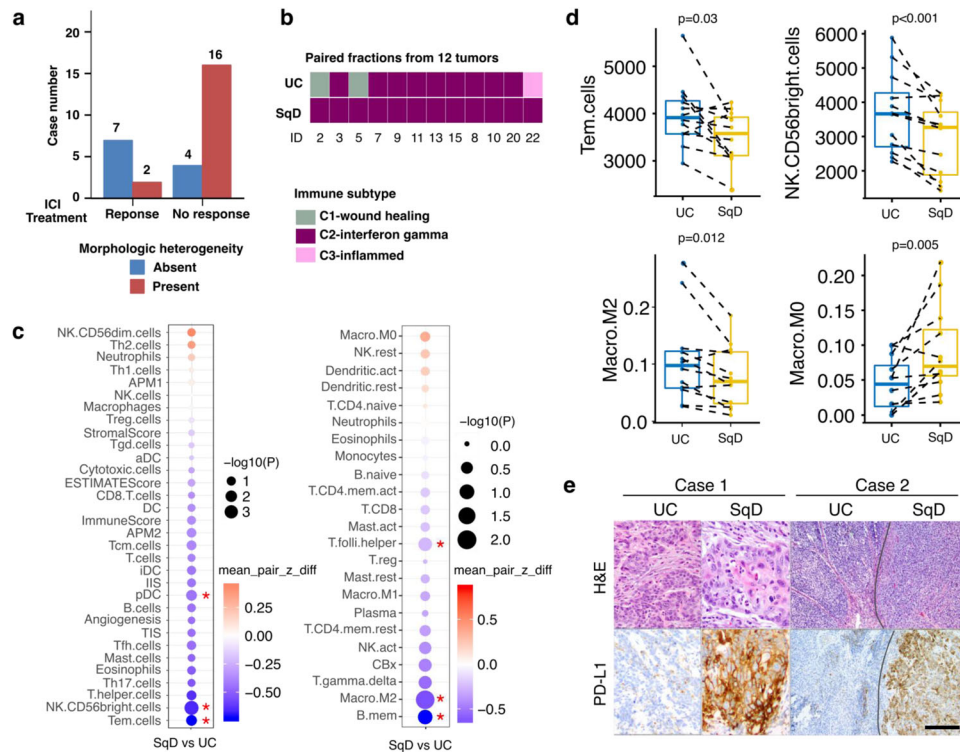 a
Case number
20
15
10
5
0
7
2
4
16
ICI
Treatment
Reponse
No response
Morphologic heterogeneity
Absent
Present
b
Paired fractions from 12 tumors
UC
SqD
ID 2 3 5 7 9 11 13 15 8 10 20 22
Immune subtype
C1-wound healing
C2-interferon gamma
C3-inflammed
c
NK.CD56dim.cells
Th2.cells
Neutrophils
Th1.cells
APM1
NK.cells
Macrophages
Treg.cells
StromalScore
Tgd.cells
aDC
Cytotoxic.cells
ESTIMATEScore
CD8.T.cells
DC
ImmuneScore
APM2
Tcm.cells
T.cells
iDC
IIS
pDC *
B.cells
Angiogenesis
TIS
Tfh.cells
Mast.cells
Eosinophils
Th17.cells
T.helper.cells
NK.CD56bright.cells *
Tem.cells *
SqD vs UC
−log10(P)
1
2
3
mean_pair_z_diff
0.25
0.00
−0.25
−0.50
Macro.M0
NK.rest
Dendritic.act
Dendritic.rest
T.CD4.naive
Neutrophils
Eosinophils
Monocytes
B.naive
T.CD4.mem.act
T.CD8
Mast.act
T.folli.helper *
T.reg
Mast.rest
Macro.M1
Plasma
T.CD4.mem.rest
NK.act
CBx
T.gamma.delta
Macro.M2 *
B.mem *
SqD vs UC
−log10(P)
0.0
0.5
1.0
1.5
2.0
mean_pair_z_diff
0.5
0.0
−0.5
d
p=0.03
Tem.cells
5000
4000
3000
UC SqD
p<0.001
NK.CD56bright.cells
6000
5000
4000
3000
2000
UC SqD
p=0.012
Macro.M2
0.2
0.1
0.0
UC SqD
p=0.005
Macro.M0
0.20
0.15
0.10
0.05
0.00
UC SqD
e
Case 1 Case 2
UC SqD UC SqD
H&E
PD-L1